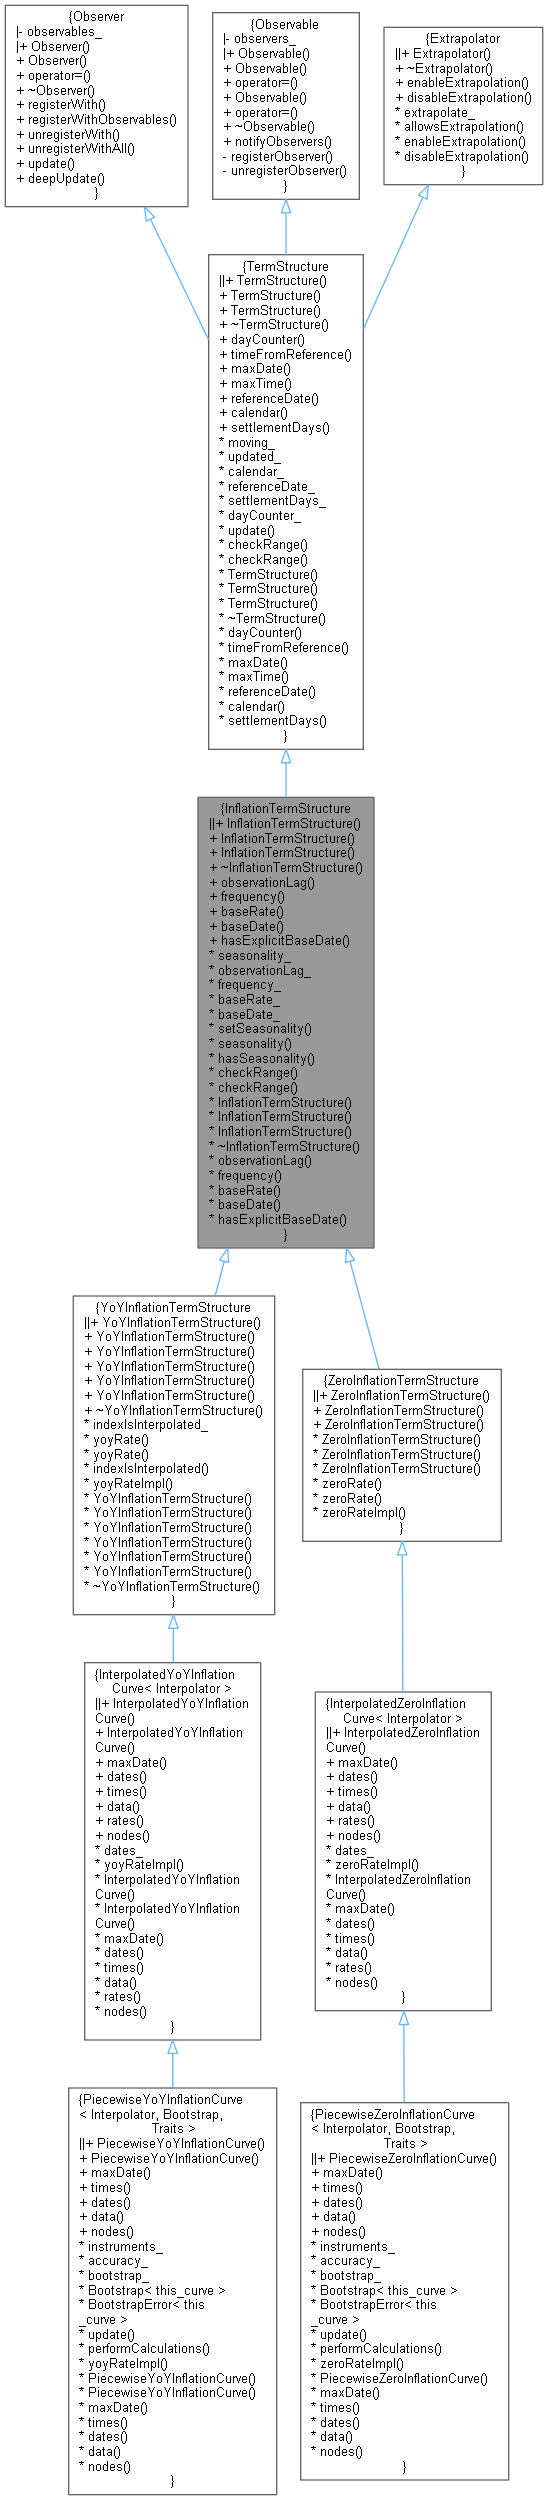 {Observer
|- observables_
|+ Observer()
+ Observer()
+ operator=()
+ ~Observer()
+ registerWith()
+ registerWithObservables()
+ unregisterWith()
+ unregisterWithAll()
+ update()
+ deepUpdate()
}
{Observable
|- observers_
|+ Observable()
+ Observable()
+ operator=()
+ Observable()
+ operator=()
+ ~Observable()
+ notifyObservers()
- registerObserver()
- unregisterObserver()
}
{Extrapolator
||+ Extrapolator()
+ ~Extrapolator()
+ enableExtrapolation()
+ disableExtrapolation()
* extrapolate_
* allowsExtrapolation()
* enableExtrapolation()
* disableExtrapolation()
}
{TermStructure
||+ TermStructure()
+ TermStructure()
+ TermStructure()
+ ~TermStructure()
+ dayCounter()
+ timeFromReference()
+ maxDate()
+ maxTime()
+ referenceDate()
+ calendar()
+ settlementDays()
* moving_
* updated_
* calendar_
* referenceDate_
* settlementDays_
* dayCounter_
* update()
* checkRange()
* checkRange()
* TermStructure()
* TermStructure()
* TermStructure()
* ~TermStructure()
* dayCounter()
* timeFromReference()
* maxDate()
* maxTime()
* referenceDate()
* calendar()
* settlementDays()
}
{InflationTermStructure
||+ InflationTermStructure()
+ InflationTermStructure()
+ InflationTermStructure()
+ ~InflationTermStructure()
+ observationLag()
+ frequency()
+ baseRate()
+ baseDate()
+ hasExplicitBaseDate()
* seasonality_
* observationLag_
* frequency_
* baseRate_
* baseDate_
* setSeasonality()
* seasonality()
* hasSeasonality()
* checkRange()
* checkRange()
* InflationTermStructure()
* InflationTermStructure()
* InflationTermStructure()
* ~InflationTermStructure()
* observationLag()
* frequency()
* baseRate()
* baseDate()
* hasExplicitBaseDate()
}
{YoYInflationTermStructure
||+ YoYInflationTermStructure()
+ YoYInflationTermStructure()
+ YoYInflationTermStructure()
+ YoYInflationTermStructure()
+ YoYInflationTermStructure()
+ YoYInflationTermStructure()
+ ~YoYInflationTermStructure()
* indexIsInterpolated_
* yoyRate()
* yoyRate()
* indexIsInterpolated()
* yoyRateImpl()
* YoYInflationTermStructure()
* YoYInflationTermStructure()
* YoYInflationTermStructure()
* YoYInflationTermStructure()
* YoYInflationTermStructure()
* YoYInflationTermStructure()
* ~YoYInflationTermStructure()
}
{ZeroInflationTermStructure
||+ ZeroInflationTermStructure()
+ ZeroInflationTermStructure()
+ ZeroInflationTermStructure()
* ZeroInflationTermStructure()
* ZeroInflationTermStructure()
* ZeroInflationTermStructure()
* zeroRate()
* zeroRate()
* zeroRateImpl()
}
{InterpolatedYoYInflation
Curve< Interpolator >
||+ InterpolatedYoYInflation
Curve()
+ InterpolatedYoYInflation
Curve()
+ maxDate()
+ dates()
+ times()
+ data()
+ rates()
+ nodes()
* dates_
* yoyRateImpl()
* InterpolatedYoYInflation
Curve()
* InterpolatedYoYInflation
Curve()
* maxDate()
* dates()
* times()
* data()
* rates()
* nodes()
}
{InterpolatedZeroInflation
Curve< Interpolator >
||+ InterpolatedZeroInflation
Curve()
+ maxDate()
+ dates()
+ times()
+ data()
+ rates()
+ nodes()
* dates_
* zeroRateImpl()
* InterpolatedZeroInflation
Curve()
* maxDate()
* dates()
* times()
* data()
* rates()
* nodes()
}
{PiecewiseYoYInflationCurve
< Interpolator, Bootstrap,
Traits >
||+ PiecewiseYoYInflationCurve()
+ PiecewiseYoYInflationCurve()
+ maxDate()
+ times()
+ dates()
+ data()
+ nodes()
* instruments_
* accuracy_
* bootstrap_
* Bootstrap< this_curve >
* BootstrapError< this
_curve >
* update()
* performCalculations()
* yoyRateImpl()
* PiecewiseYoYInflationCurve()
* PiecewiseYoYInflationCurve()
* maxDate()
* times()
* dates()
* data()
* nodes()
}
{PiecewiseZeroInflationCurve
< Interpolator, Bootstrap,
Traits >
||+ PiecewiseZeroInflationCurve()
+ maxDate()
+ times()
+ dates()
+ data()
+ nodes()
* instruments_
* accuracy_
* bootstrap_
* Bootstrap< this_curve >
* BootstrapError< this
_curve >
* update()
* performCalculations()
* zeroRateImpl()
* PiecewiseZeroInflationCurve()
* maxDate()
* times()
* dates()
* data()
* nodes()
}